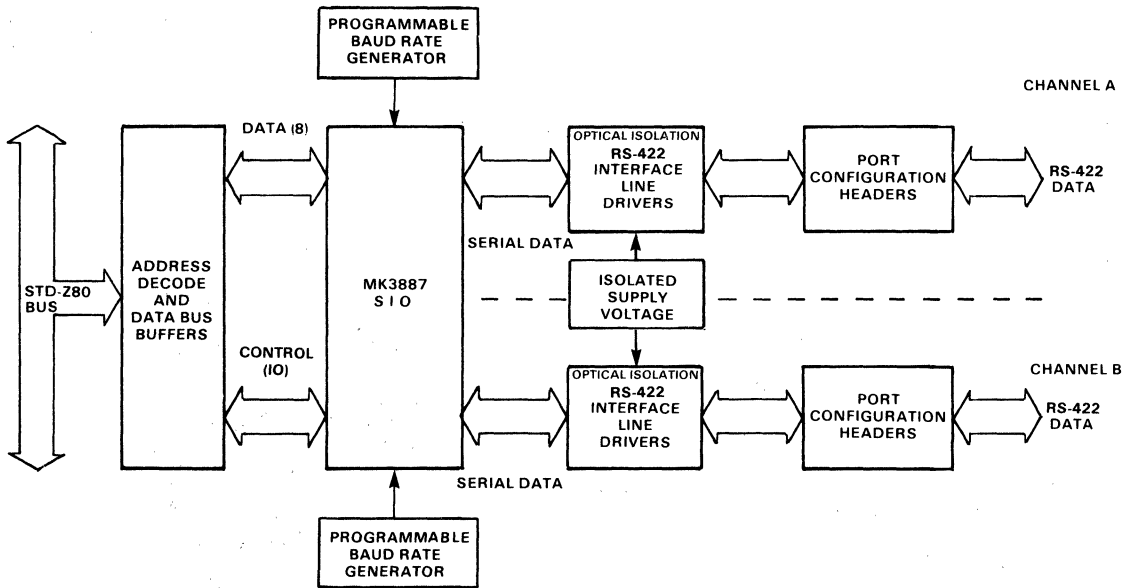 PROGRAMMABLE
BAUD RATE
GENERATOR
CHANNEL A
DATA (8)
OPTICAL ISOLATION
RS-422
INTERFACE
LINE
DRIVERS
PORT
CONFIGURATION
HEADERS
RS-422
DATA
SERIAL DATA
STD-Z80
BUS
ADDRESS
DECODE
AND
DATA BUS
BUFFERS
MK3887
S I O
ISOLATED
SUPPLY
VOLTAGE
CONTROL
(IO)
OPTICAL ISOLATION
RS-422
INTERFACE
LINE
DRIVERS
PORT
CONFIGURATION
HEADERS
CHANNEL B
RS-422
DATA
SERIAL DATA
PROGRAMMABLE
BAUD RATE
GENERATOR